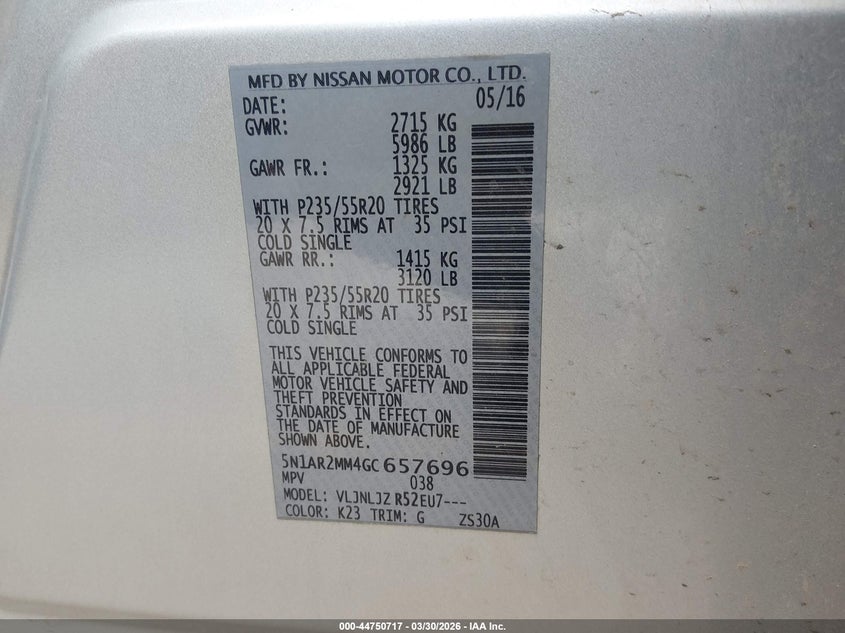 MFD BY NISSAN MOTOR CO., LTD.
DATE: 05/16
GVWR: 2715 KG
5986 LB
GAWR FR.: 1325 KG
2921 LB
WITH P235/55R20 TIRES
20 X 7.5 RIMS AT 35 PSI
COLD SINGLE
GAWR RR.: 1415 KG
3120 LB
WITH P235/55R20 TIRES
20 X 7.5 RIMS AT 35 PSI
COLD SINGLE
THIS VEHICLE CONFORMS TO
ALL APPLICABLE FEDERAL
MOTOR VEHICLE SAFETY AND
THEFT PREVENTION
STANDARDS IN EFFECT ON
THE DATE OF MANUFACTURE
SHOWN ABOVE.
5N1AR2MM4GC657696
MPV 038
MODEL: VLJNLJZ R52EU7---
COLOR: K23 TRIM: G ZS30A
000-44750717 — 03/30/2026 — IAA Inc.